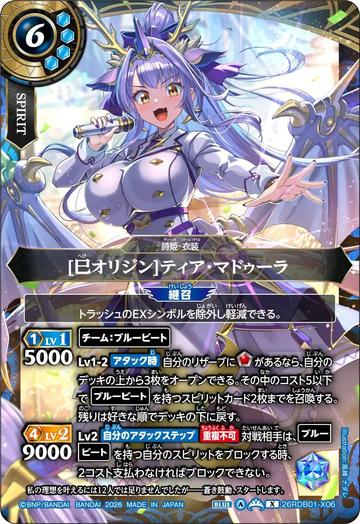 6
SPIRIT
詩姫・衣装
[巳オリジン]ティア・マドゥーラ
継召
トラッシュのEXシンボルを除外し軽減できる。
1 LV1 5000
チーム:ブルービート
Lv1-2 アタック時 自分のリザーブに があるなら、自分の
デッキの上から3枚をオープンできる。その中のコスト5以下
で ブルービート を持つスピリットカード2枚までを召喚する。
残りは好きな順でデッキの下に戻す。
4 LV2 9000
Lv2 自分のアタックステップ 重複不可 対戦相手は、 ブルー
ビート を持つ自分のスピリットをブロックする時、
2コスト支払わなければブロックできない。
私の理想を叶えるには12人では足りませんでしたが――蒼き鼓動、スタートします。
©BNP/BANDAI BANDAI 2026 MADE IN JAPAN
BLUE A X 26RDB01-X06